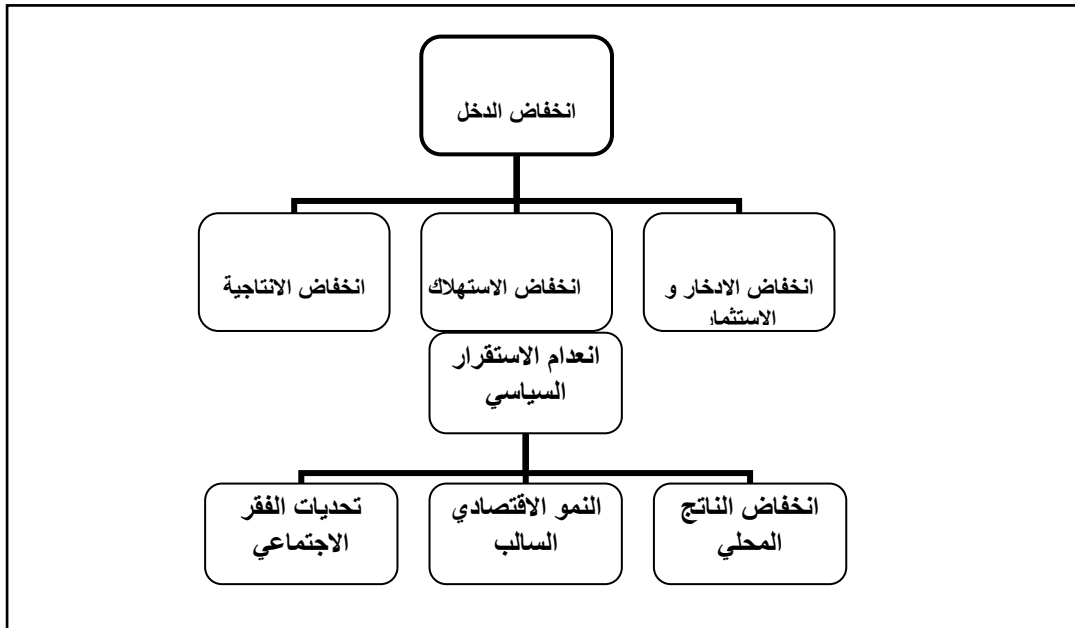 انخفاض الدخل
انخفاض الادخار و
الاستثمار
انخفاض الاستهلاك
انخفاض الانتاجية
انعدام الاستقرار
السياسي
انخفاض الناتج
المحلي
النمو الاقتصادي
السالب
تحديات الفقر
الاجتماعي